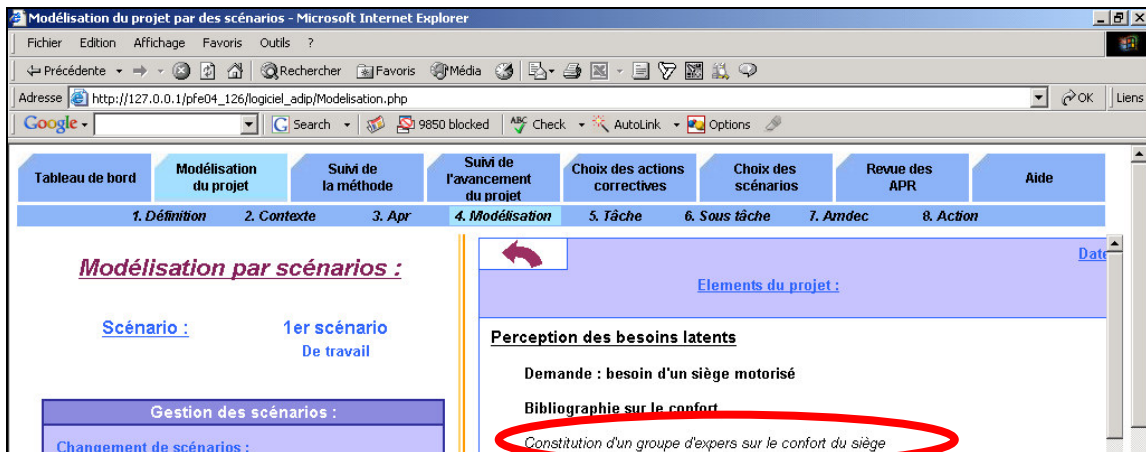 Modélisation du projet par des scénarios - Microsoft Internet Explorer
Fichier Edition Affichage Favoris Outils ?
Précédente Rechercher Favoris Média
Adresse http://127.0.0.1/pfe04_126/logiciel_adip/Modelisation.php OK Liens
Google Search 9850 blocked ABC Check AutoLink Options
Tableau de bord
Modélisation
du projet
Suivi de
la méthode
Suivi de
l'avancement
du projet
Choix des actions
correctives
Choix des
scénarios
Revue des
APR
Aide
1. Définition 2. Contexte 3. Apr 4. Modélisation 5. Tâche 6. Sous tâche 7. Amdec 8. Action
Modélisation par scénarios :
Scénario : 1er scénario
De travail
Gestion des scénarios :
Changement de scénarios :
Date
Elements du projet :
Perception des besoins latents
Demande : besoin d'un siège motorisé
Bibliographie sur le confort
Constitution d'un groupe d'expers sur le confort du siège